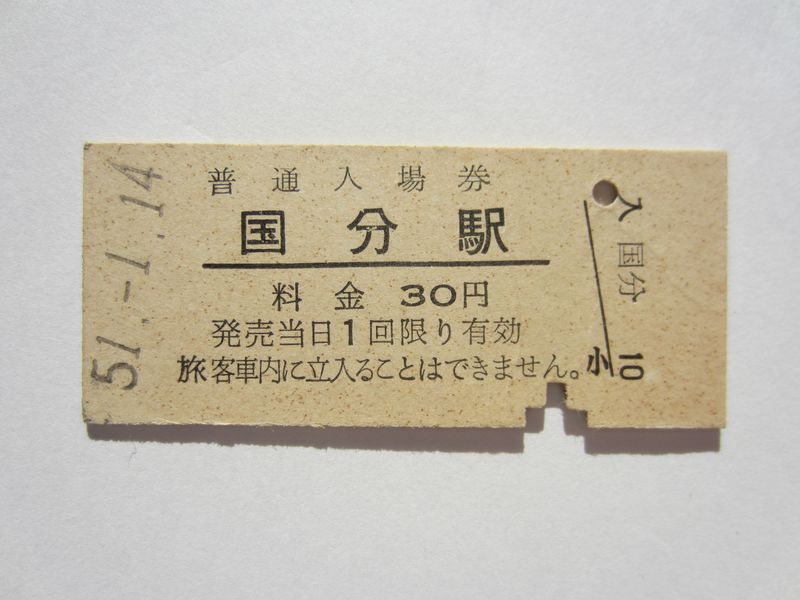 51.-1.14
普通入場券
国分駅
料金 30円
発売当日1回限り有効
旅客車内に立入ることはできません。
入 国分
小 10